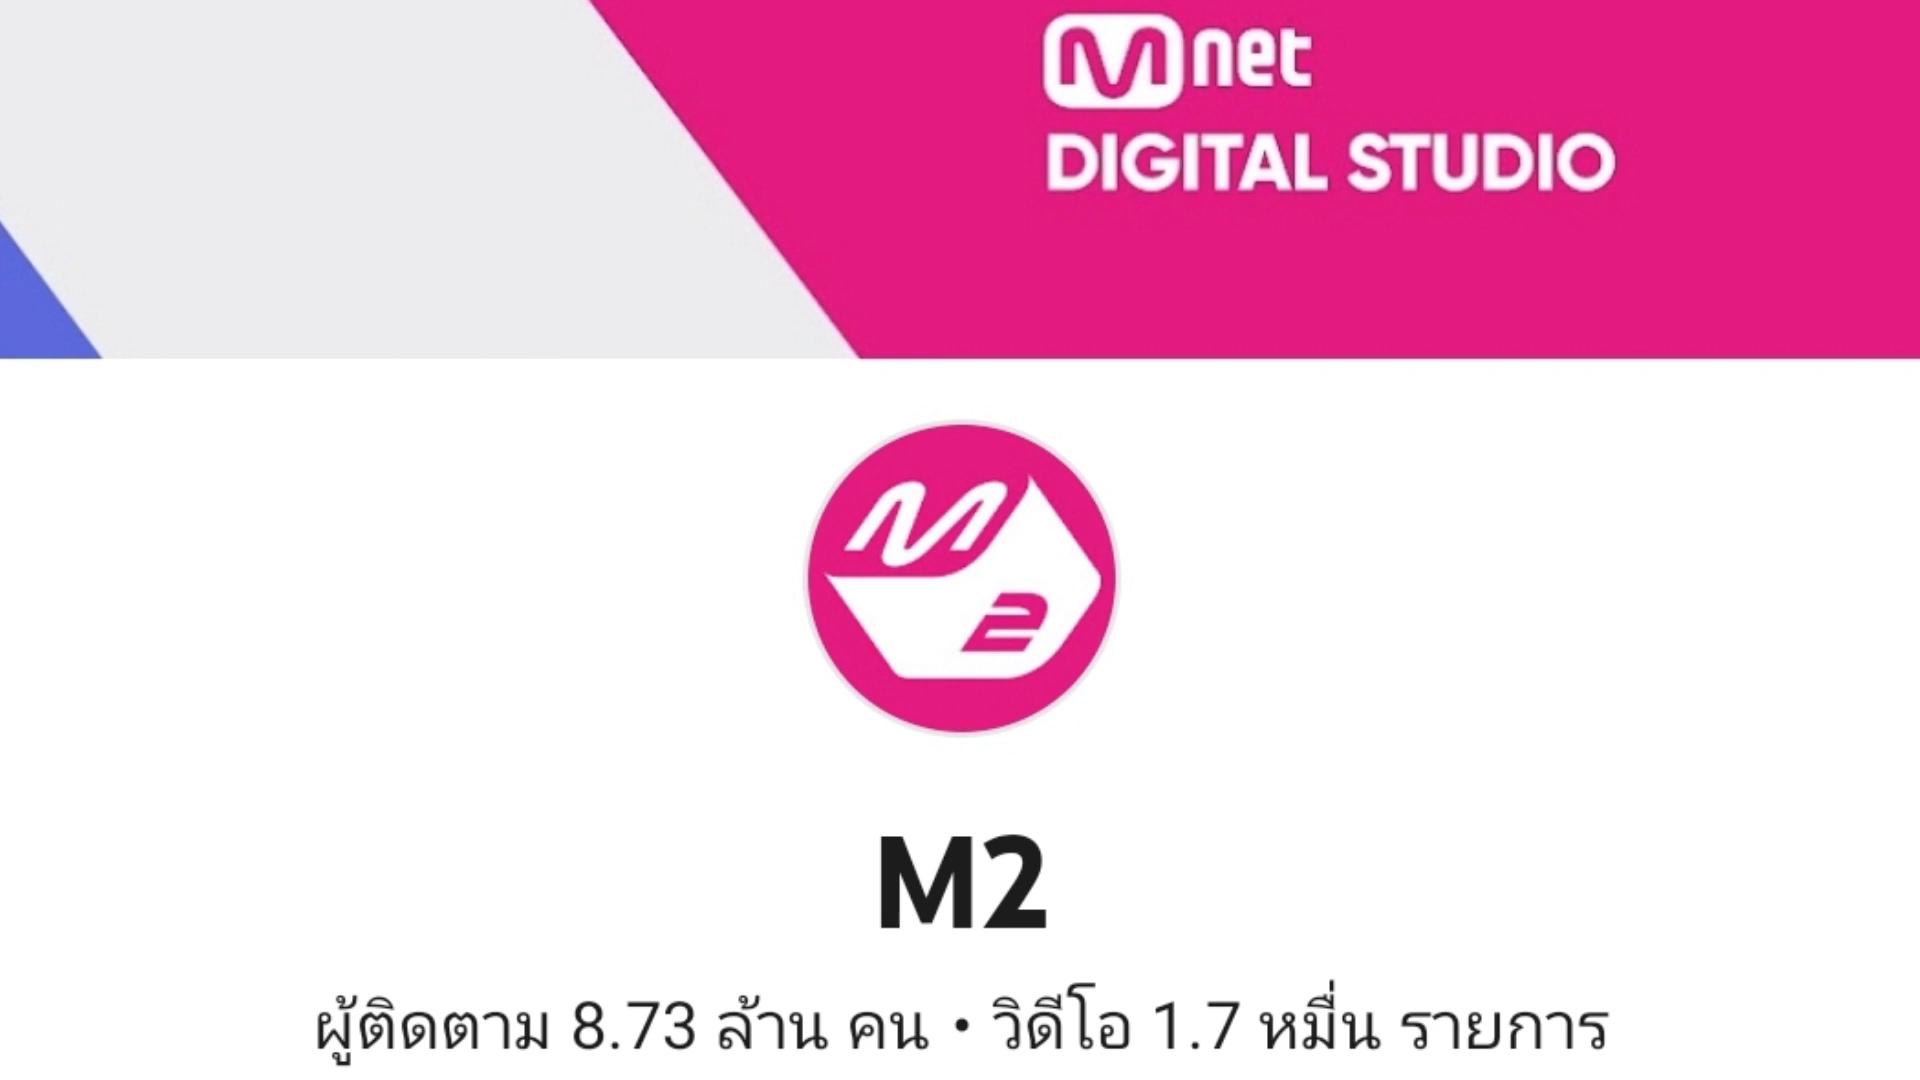 Mnet
DIGITAL STUDIO
M2
M2
ผู้ติดตาม 8.73 ล้าน คน • วิดีโอ 1.7 หมื่น รายการ